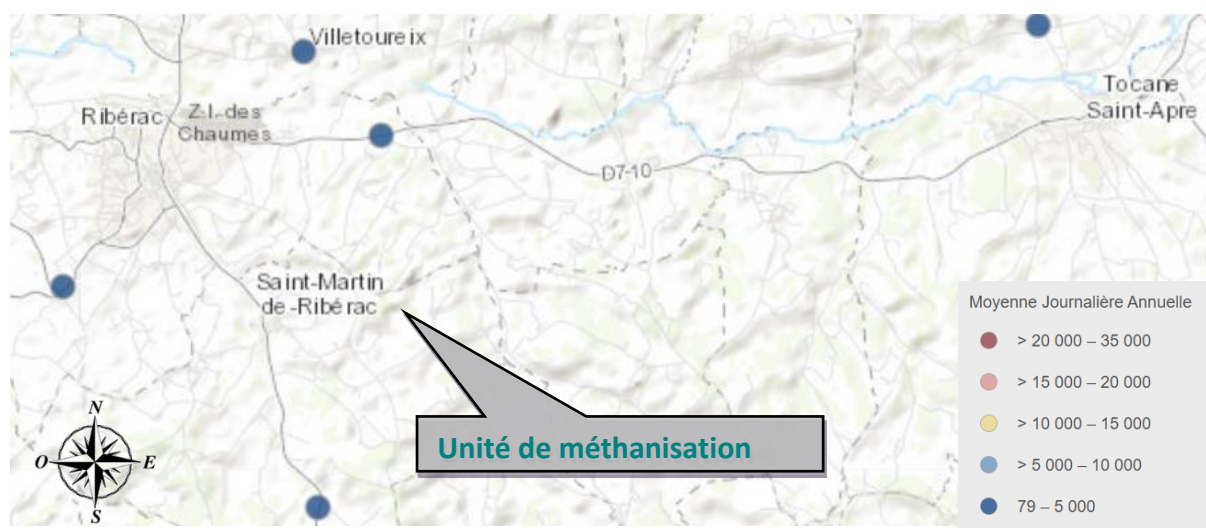 Villetoureix
Ribérac
Z.I. des
Chaumes
Tocane
Saint-Apre
D7-10
Saint-Martin
de-Ribérac
Unité de méthanisation
N
O
E
S
Moyenne Journalière Annuelle
> 20 000 – 35 000
> 15 000 – 20 000
> 10 000 – 15 000
> 5 000 – 10 000
79 – 5 000